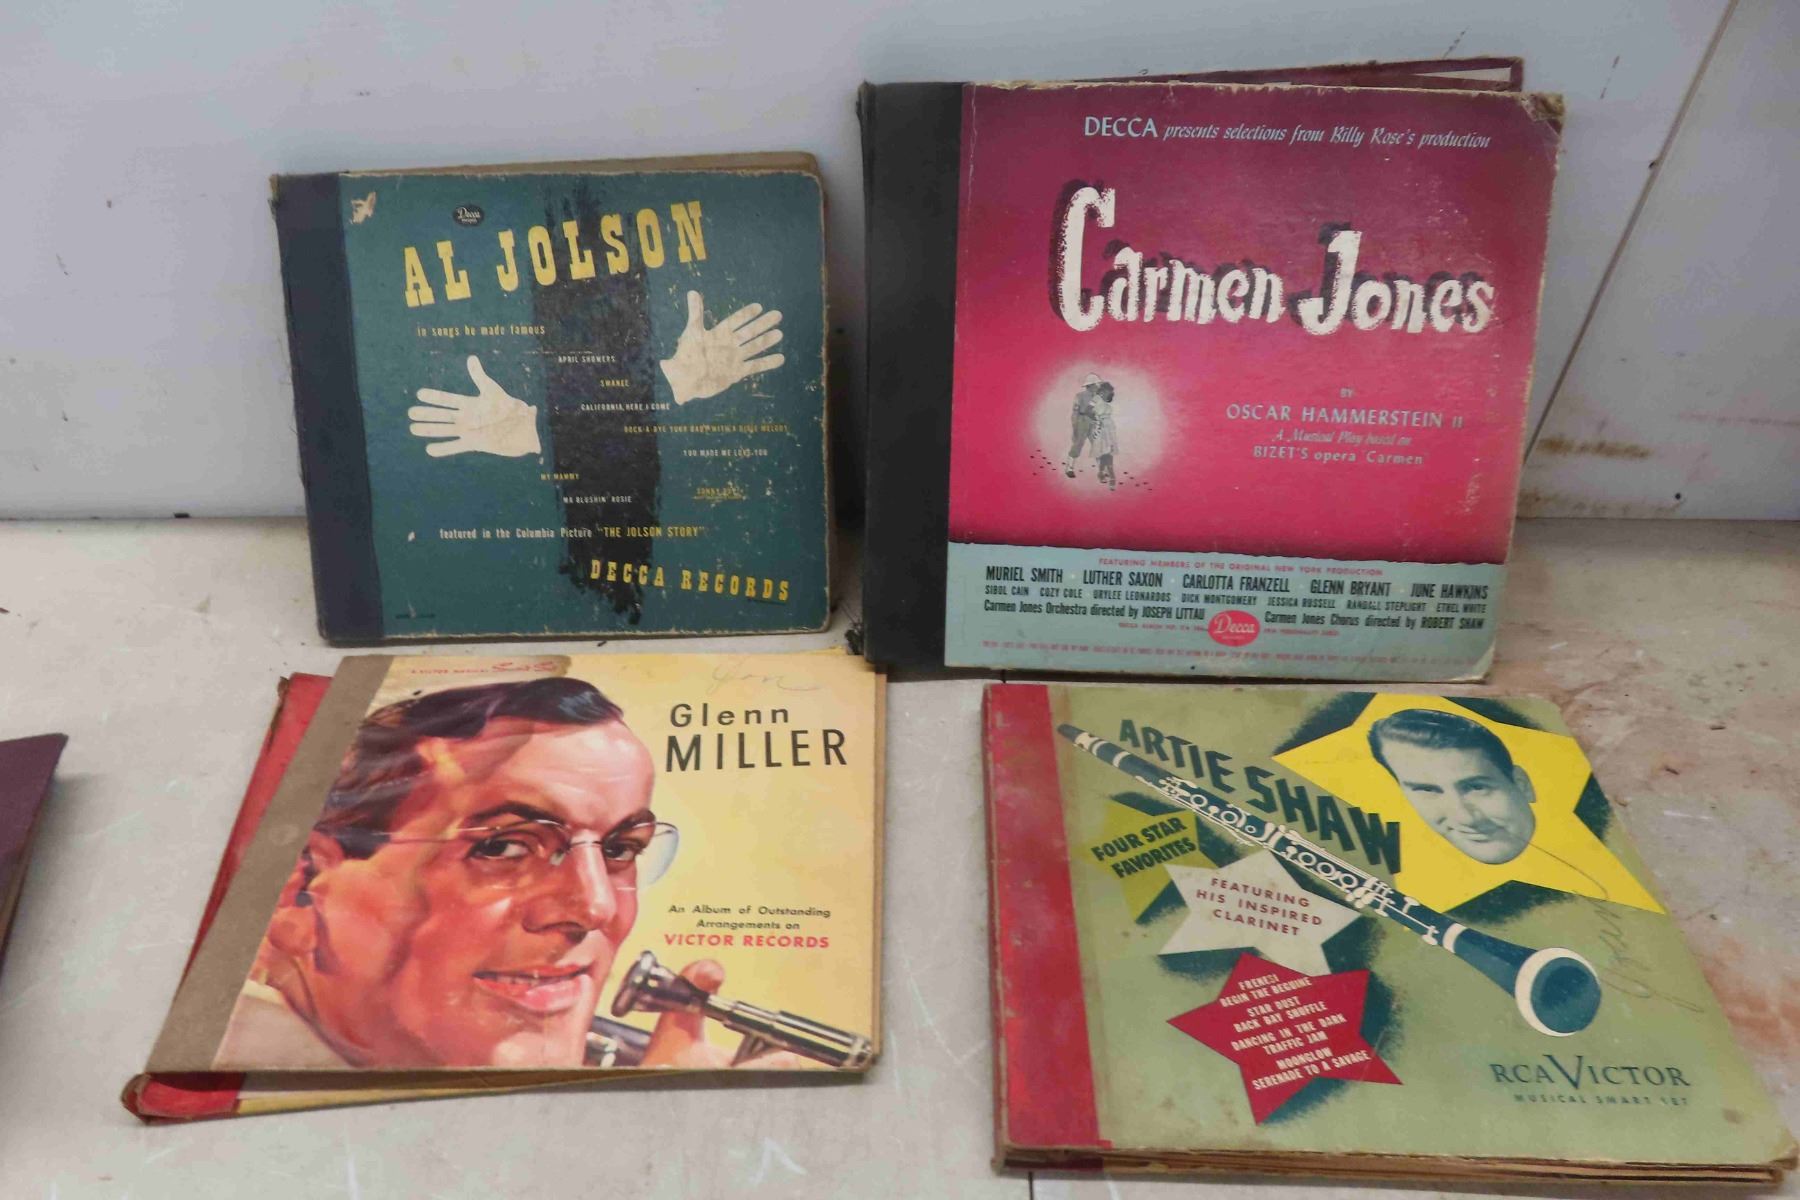 Decca
AL JOLSON
in songs he made famous
APRIL SHOWERS
SWANEE
CALIFORNIA, HERE I COME
ROCK-A-BYE YOUR BABY WITH A DIXIE MELODY
YOU MADE ME LOVE YOU
MY MAMMY
SONNY BOY
MA BLUSHIN' ROSIE
featured in the Columbia Picture "THE JOLSON STORY"
DECCA RECORDS
DECCA presents selections from Billy Rose's production
Carmen Jones
BY
OSCAR HAMMERSTEIN II
A Musical Play based on
BIZET'S opera 'Carmen'
FEATURING MEMBERS OF THE ORIGINAL NEW YORK PRODUCTION
MURIEL SMITH · LUTHER SAXON · CARLOTTA FRANZELL · GLENN BRYANT · JUNE HAWKINS
SIBOL CAIN COZY COLE URYLEE LEONARDOS DICK MONTGOMERY JESSICA RUSSELL RANDALL STEPLIGHT ETHEL WHITE
Carmen Jones Orchestra directed by JOSEPH LITTAU Carmen Jones Chorus directed by ROBERT SHAW
Decca
A VICTOR MUSICAL Smart Set
Jon
Glenn
MILLER
An Album of Outstanding
Arrangements on
VICTOR RECORDS
ARTIE SHAW
FOUR STAR
FAVORITES
FEATURING
HIS INSPIRED
CLARINET
FRENESI
BEGIN THE BEGUINE
STAR DUST
BACK BAY SHUFFLE
DANCING IN THE DARK
TRAFFIC JAM
MOONGLOW
SERENADE TO A SAVAGE
RCA VICTOR
MUSICAL SMART SET